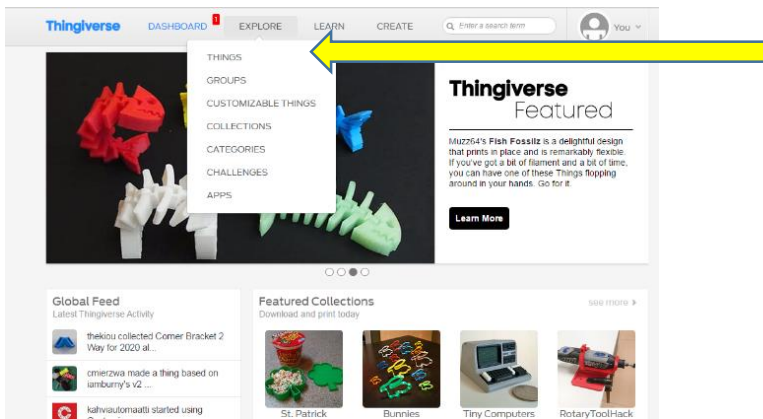 Thingiverse DASHBOARD 1 EXPLORE LEARN CREATE Enter a search term You
THINGS
GROUPS
CUSTOMIZABLE THINGS
COLLECTIONS
CATEGORIES
CHALLENGES
APPS
Thingiverse
Featured
Muzz64's Fish Fossilz is a delightful design
that prints in place and is remarkably flexible.
If you've got a bit of filament and a bit of time,
you can have one of these Things flopping
around in your hands. Go for it.
Learn More
Global Feed
Latest Thingiverse Activity
thekiou collected Corner Bracket 2
Way for 2020 al...
cmierzwa made a thing based on
iamburny's v2 ...
kahviautomaatti started using
Featured Collections
see more
Download and print today
St. Patrick
Bunnies
Tiny Computers
RotaryToolHack